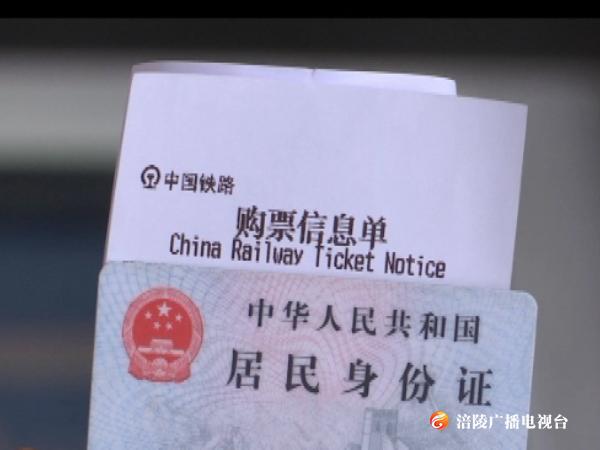 中国铁路
购票信息单
China Railway Ticket Notice
中华人民共和国
居民身份证
涪陵广播电视台